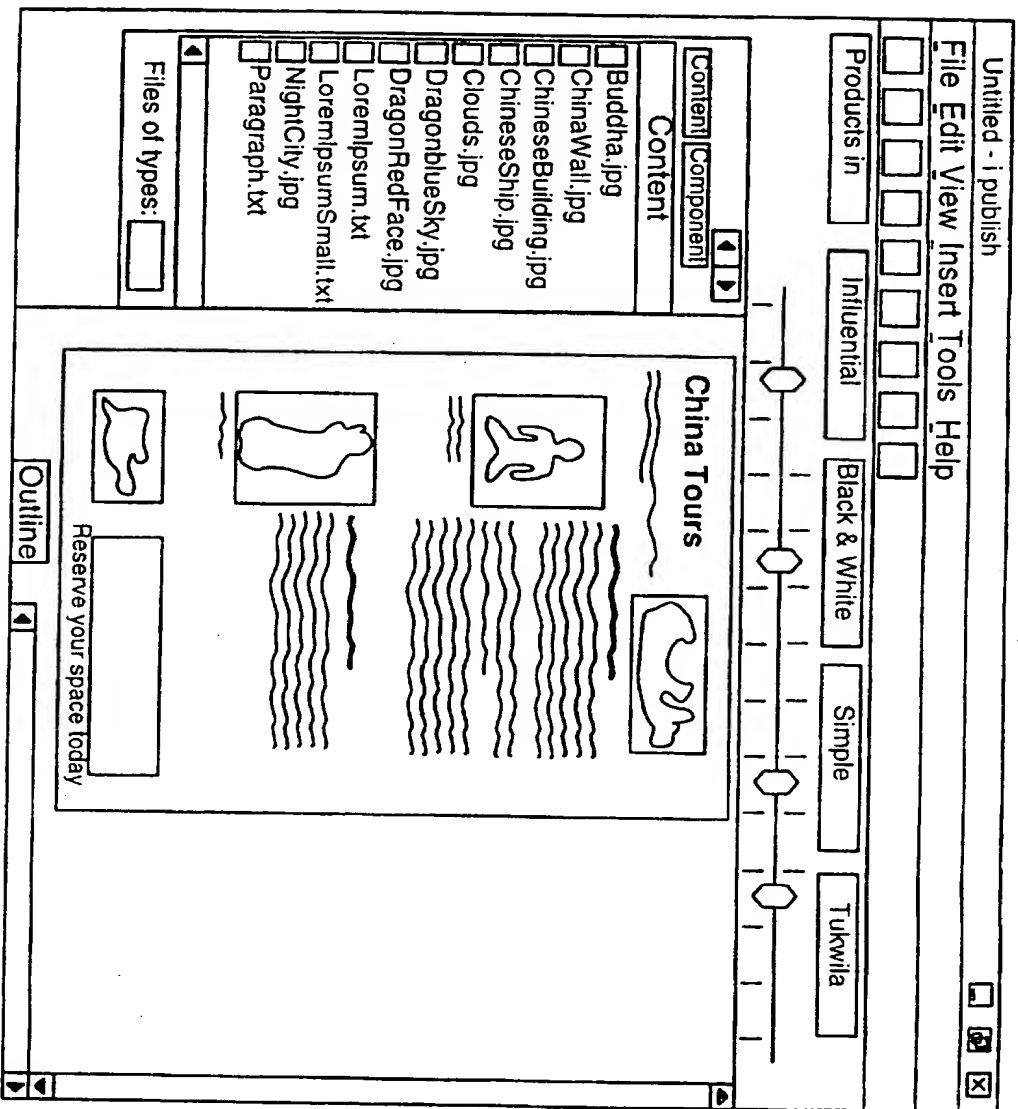 Untitled - i publish
File Edit View Insert Tools Help
Products in
Influential
Black & White
Simple
Tukwila
Content
Component
Content
Buddha.jpg
ChinaWall.jpg
ChineseBuilding.jpg
ChineseShip.jpg
Clouds.jpg
DragonblueSky.jpg
DragonRedFace.jpg
LoremIpsum.txt
LoremIpsumSmall.txt
NightCity.jpg
Paragraph.txt
Files of types:
China Tours
Reserve your space today
Outline